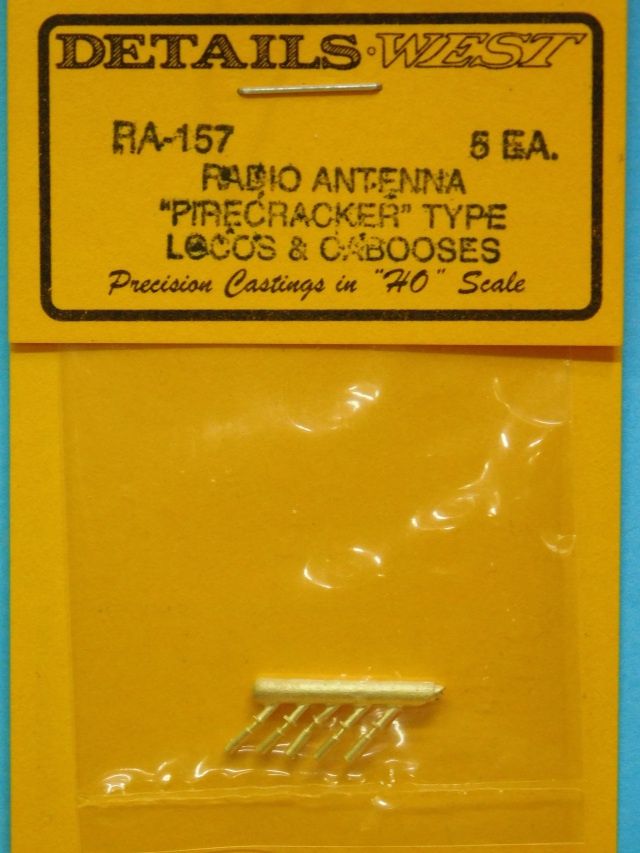 DETAILS·WEST
RA-157 5 EA.
RADIO ANTENNA
"FIRECRACKER" TYPE
LOCOS & CABOOSES
Precision Castings in "HO" Scale